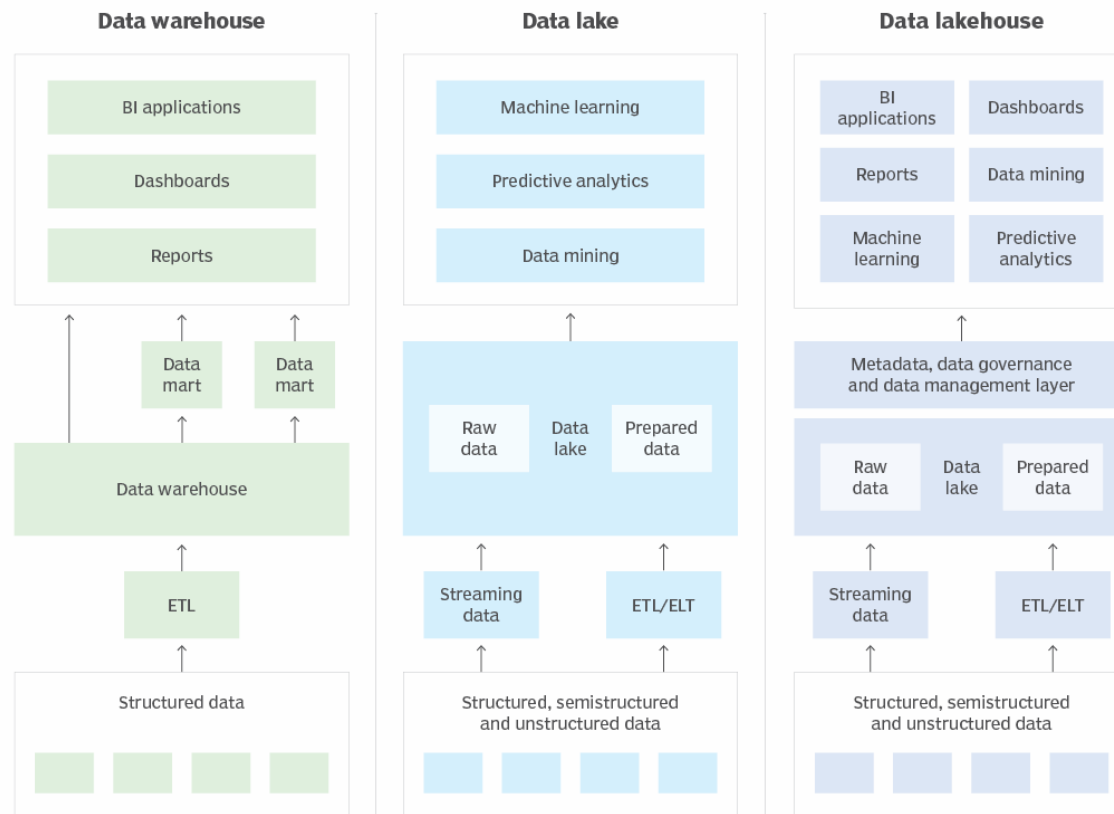 Data warehouse
BI applications
Dashboards
Reports
Data
mart
Data
mart
Data warehouse
ETL
Structured data
Data lake
Machine learning
Predictive analytics
Data mining
Raw
data
Data
lake
Prepared
data
Streaming
data
ETL/ELT
Structured, semistructured
and unstructured data
Data lakehouse
BI
applications
Dashboards
Reports
Data mining
Machine
learning
Predictive
analytics
Metadata, data governance
and data management layer
Raw
data
Data
lake
Prepared
data
Streaming
data
ETL/ELT
Structured, semistructured
and unstructured data